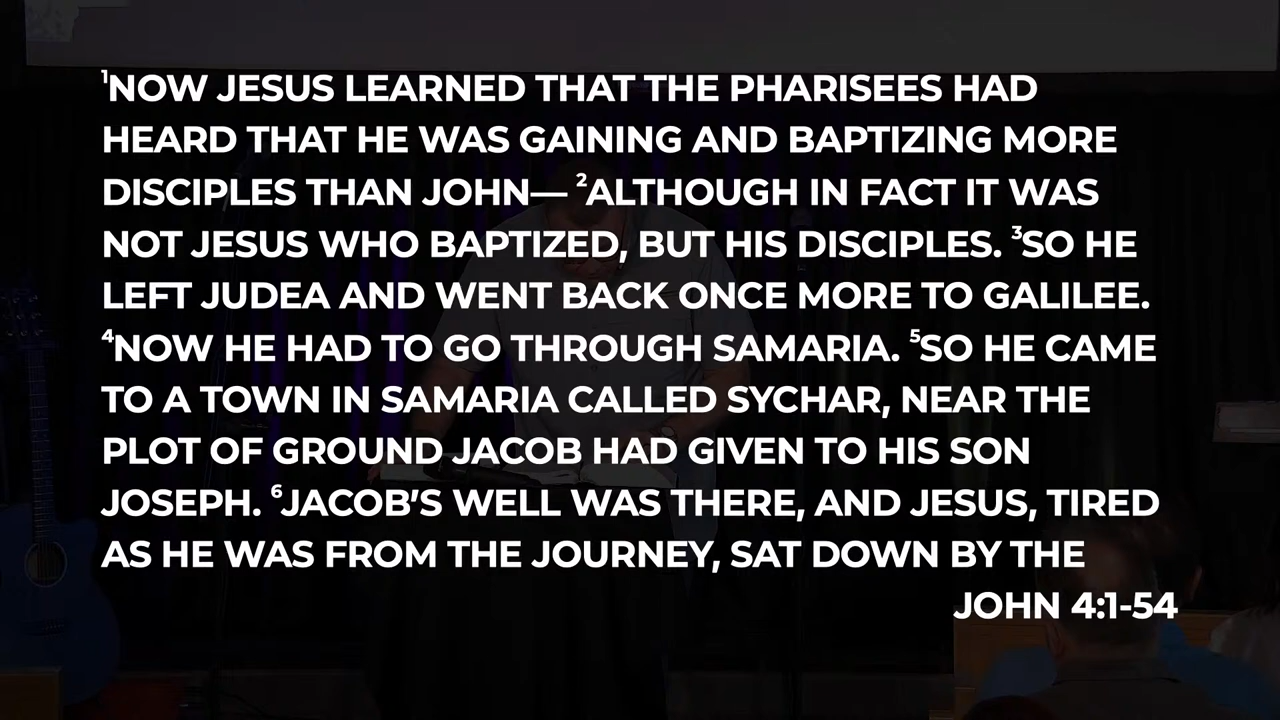 ¹NOW JESUS LEARNED THAT THE PHARISEES HAD
HEARD THAT HE WAS GAINING AND BAPTIZING MORE
DISCIPLES THAN JOHN— ²ALTHOUGH IN FACT IT WAS
NOT JESUS WHO BAPTIZED, BUT HIS DISCIPLES. ³SO HE
LEFT JUDEA AND WENT BACK ONCE MORE TO GALILEE.
⁴NOW HE HAD TO GO THROUGH SAMARIA. ⁵SO HE CAME
TO A TOWN IN SAMARIA CALLED SYCHAR, NEAR THE
PLOT OF GROUND JACOB HAD GIVEN TO HIS SON
JOSEPH. ⁶JACOB'S WELL WAS THERE, AND JESUS, TIRED
AS HE WAS FROM THE JOURNEY, SAT DOWN BY THE
JOHN 4:1-54